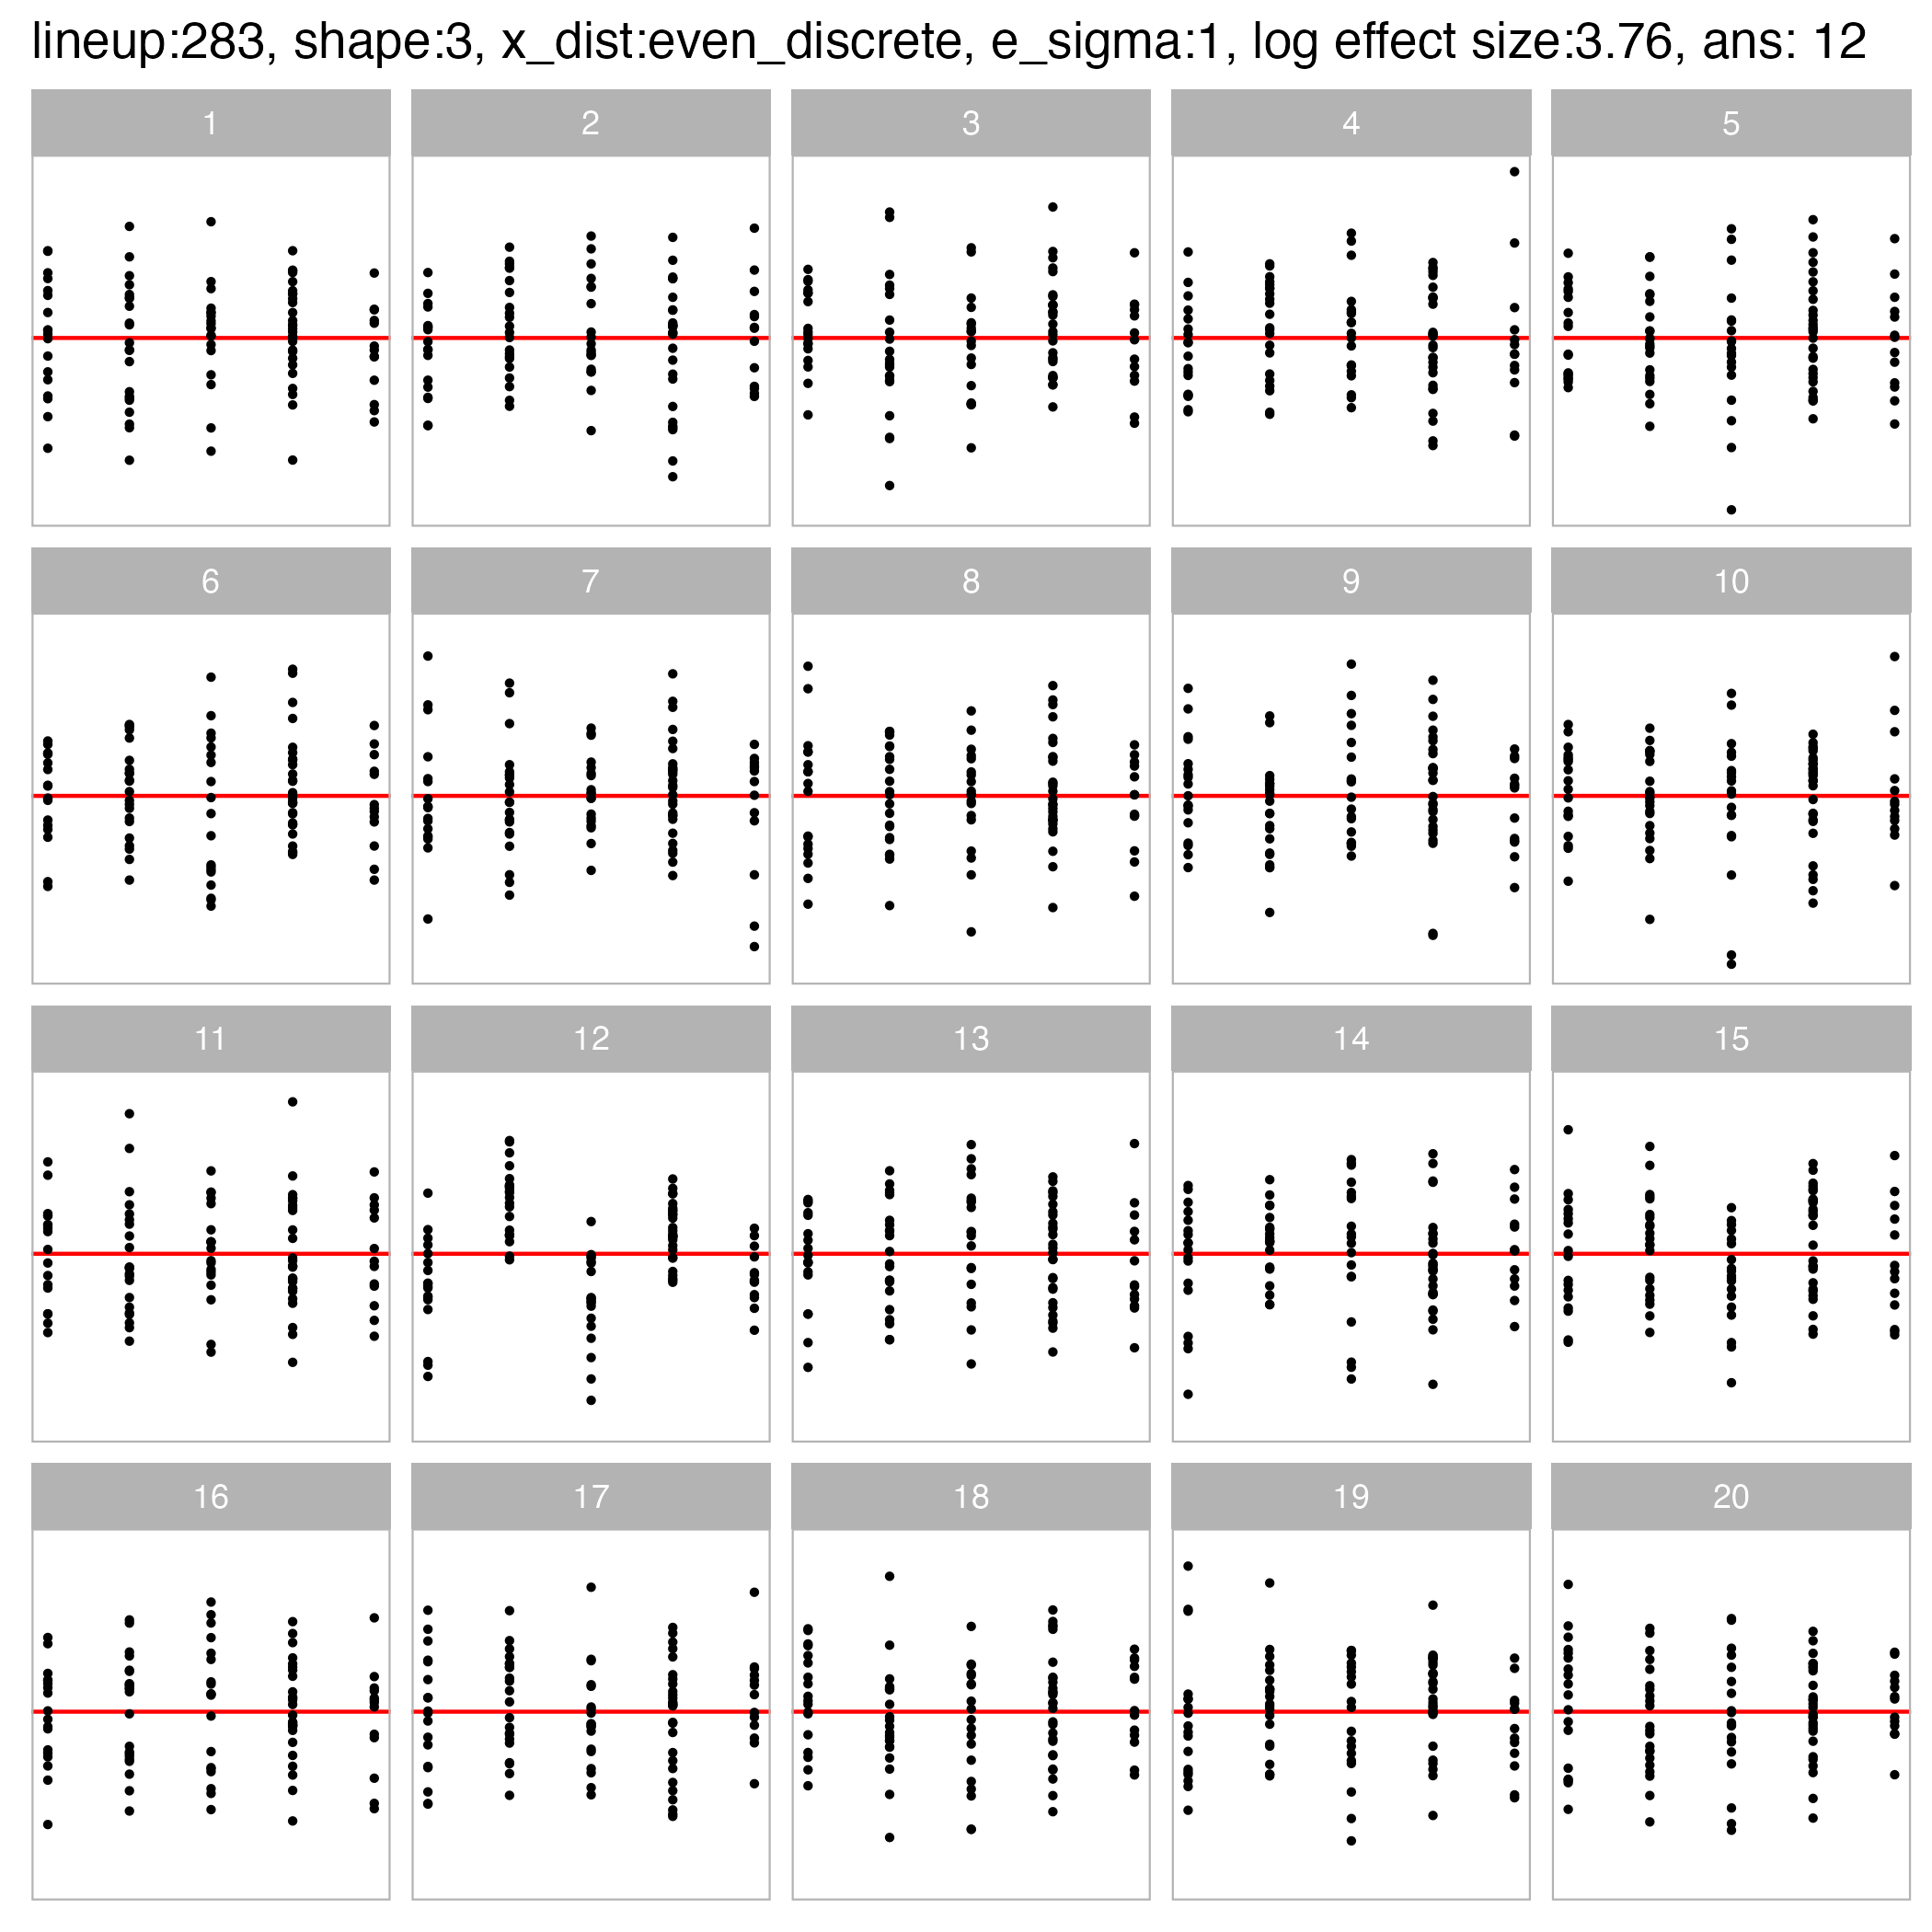 lineup:283, shape:3, x_dist:even_discrete, e_sigma:1, log effect size:3.76, ans: 12
1 2 3 4 5
6 7 8 9 10
11 12 13 14 15
16 17 18 19 20